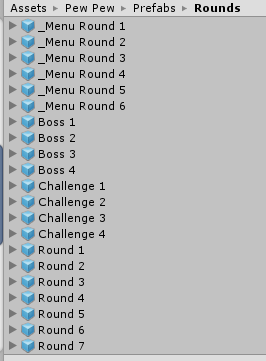 Assets ▸ Pew Pew ▸ Prefabs ▸ Rounds
_Menu Round 1
_Menu Round 2
_Menu Round 3
_Menu Round 4
_Menu Round 5
_Menu Round 6
Boss 1
Boss 2
Boss 3
Boss 4
Challenge 1
Challenge 2
Challenge 3
Challenge 4
Round 1
Round 2
Round 3
Round 4
Round 5
Round 6
Round 7